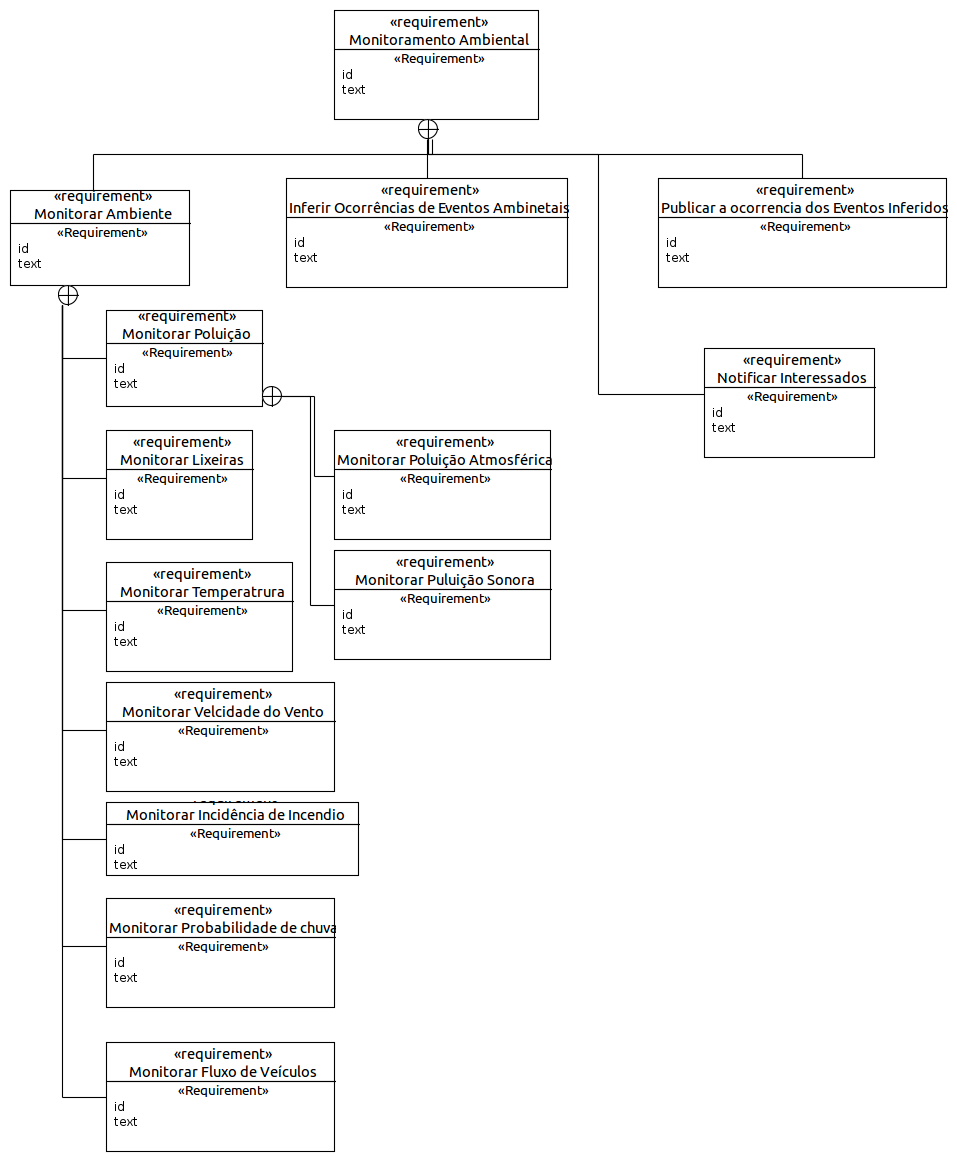 «requirement»
Monitoramento Ambiental
«Requirement»
id
text
«requirement»
Monitorar Ambiente
«Requirement»
id
text
«requirement»
Inferir Ocorrências de Eventos Ambinetais
«Requirement»
id
text
«requirement»
Publicar a ocorrencia dos Eventos Inferidos
«Requirement»
id
text
«requirement»
Monitorar Poluição
«Requirement»
id
text
«requirement»
Notificar Interessados
«Requirement»
id
text
«requirement»
Monitorar Lixeiras
«Requirement»
id
text
«requirement»
Monitorar Poluição Atmosférica
«Requirement»
id
text
«requirement»
Monitorar Puluição Sonora
«Requirement»
id
text
«requirement»
Monitorar Temperatrura
«Requirement»
id
text
«requirement»
Monitorar Velcidade do Vento
«Requirement»
id
text
Monitorar Incidência de Incendio
«Requirement»
id
text
«requirement»
Monitorar Probabilidade de chuva
«Requirement»
id
text
«requirement»
Monitorar Fluxo de Veículos
«Requirement»
id
text